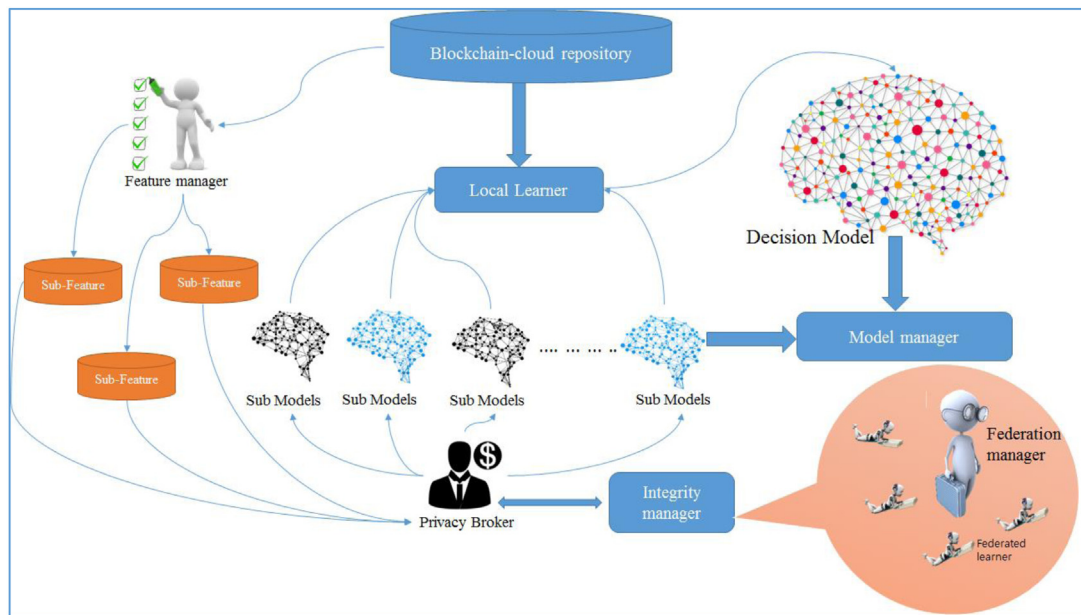 Blockchain-cloud repository
Feature manager
Local Learner
Decision Model
Sub-Feature
Sub-Feature
Sub-Feature
Model manager
... ... ..
Sub Models
Sub Models
Sub Models
Sub Models
Federation
manager
$
Privacy Broker
Integrity
manager
Federated
learner